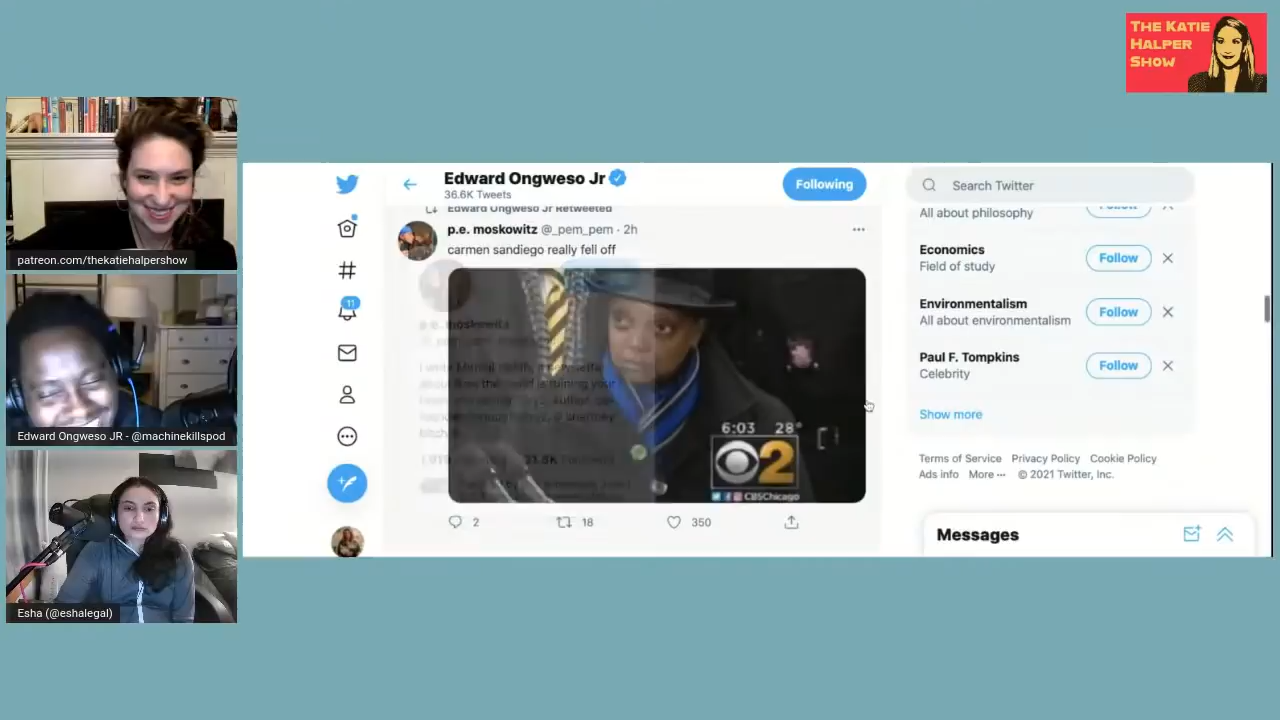 THE KATIE
HALPER
SHOW
patreon.com/thekatiehalpershow
Edward Ongweso JR - @machinekillspod
Esha (@eshalegal)
Edward Ongweso Jr
36.6K Tweets
Following
Edward Ongweso Jr Retweeted
p.e. moskowitz @_pem_pem · 2h
carmen sandiego really fell off
p.e. moskowitz
6:03 28°
2
CBSChicago
2 18 350
11
Search Twitter
All about philosophy
Follow
Economics
Field of study
Follow
Environmentalism
All about environmentalism
Follow
Paul F. Tompkins
Celebrity
Follow
Show more
Terms of Service Privacy Policy Cookie Policy
Ads info More ··· © 2021 Twitter, Inc.
Messages